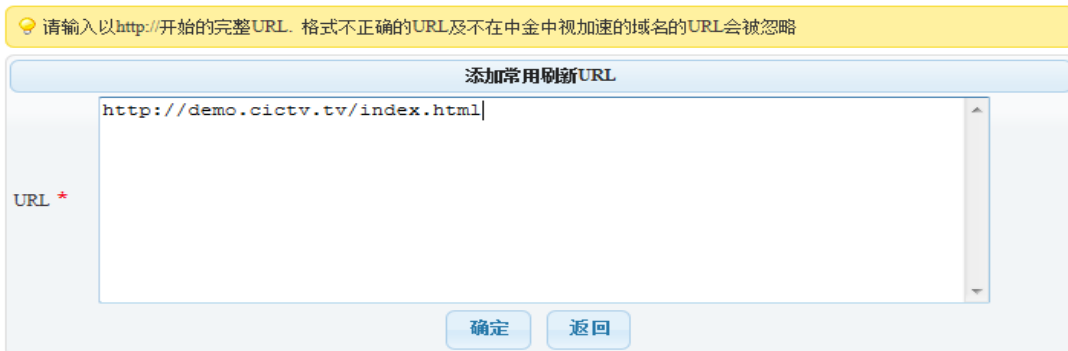 请输入以http://开始的完整URL. 格式不正确的URL及不在中金中视加速的域名的URL会被忽略
添加常用刷新URL
http://demo.cictv.tv/index.html
URL *
确定 返回